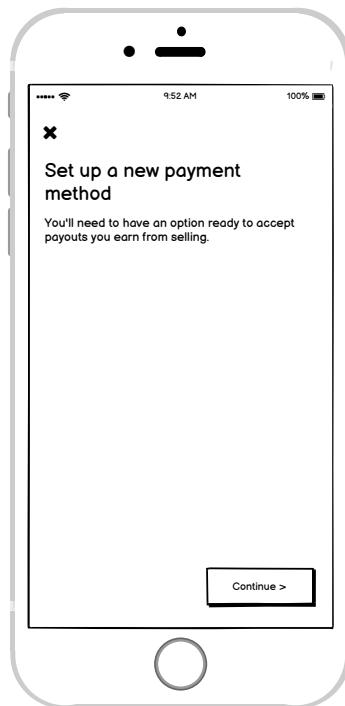 9:52 AM
100%
Set up a new payment
method
You'll need to have an option ready to accept
payouts you earn from selling.
Continue >